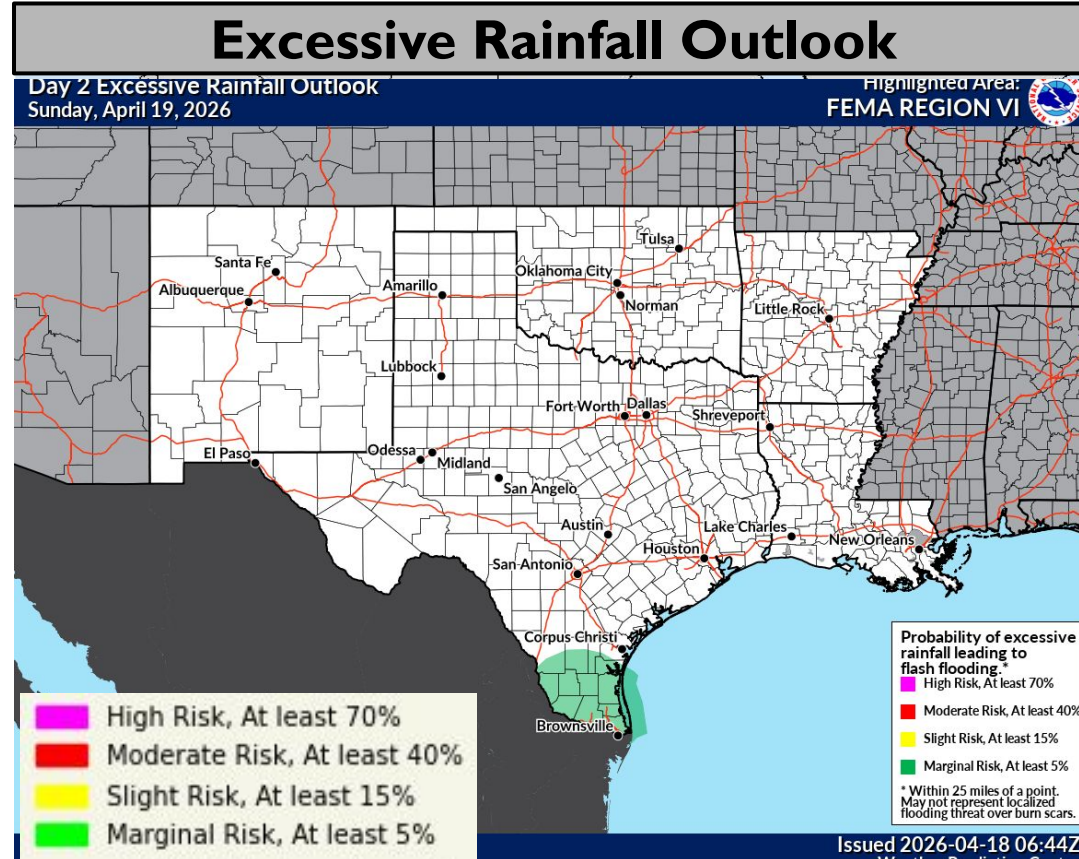 Excessive Rainfall Outlook
Day 2 Excessive Rainfall Outlook
Sunday, April 19, 2026
Highlighted Area:
FEMA REGION VI
Tulsa
Santa Fe
Oklahoma City
Albuquerque
Amarillo
Norman
Little Rock
Lubbock
Fort Worth
Dallas
Shreveport
El Paso
Odessa
Midland
San Angelo
Austin
Lake Charles
Houston
New Orleans
San Antonio
Corpus Christi
Brownsville
Probability of excessive
rainfall leading to
flash flooding.*
High Risk, At least 70%
Moderate Risk, At least 40%
Slight Risk, At least 15%
Marginal Risk, At least 5%
* Within 25 miles of a point.
May not represent localized
flooding threat over burn scars.
High Risk, At least 70%
Moderate Risk, At least 40%
Slight Risk, At least 15%
Marginal Risk, At least 5%
Issued 2026-04-18 06:44Z